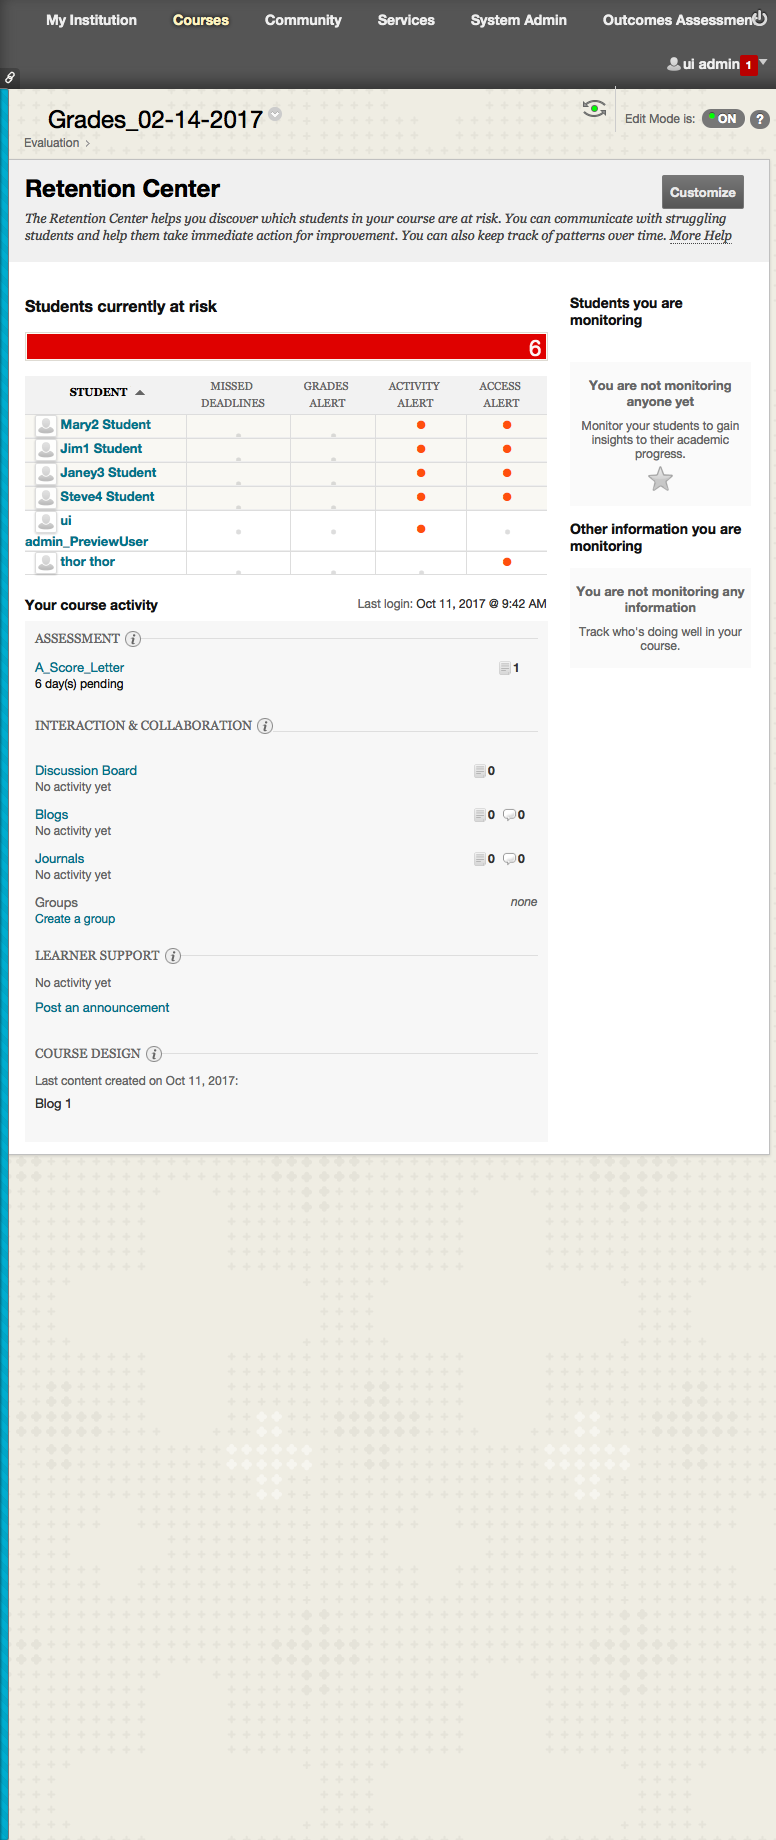 My Institution Courses Community Services System Admin Outcomes Assessmen
ui admin 1
Grades_02-14-2017
Edit Mode is: ON ?
Evaluation >
Retention Center
Customize
The Retention Center helps you discover which students in your course are at risk. You can communicate with struggling
students and help them take immediate action for improvement. You can also keep track of patterns over time. More Help
Students currently at risk
6
STUDENT MISSED DEADLINES GRADES ALERT ACTIVITY ALERT ACCESS ALERT
Mary2 Student
Jim1 Student
Janey3 Student
Steve4 Student
ui
admin_PreviewUser
thor thor
Your course activity
Last login: Oct 11, 2017 @ 9:42 AM
ASSESSMENT i
A_Score_Letter 1
6 day(s) pending
INTERACTION & COLLABORATION i
Discussion Board 0
No activity yet
Blogs 0 0
No activity yet
Journals 0 0
No activity yet
Groups none
Create a group
LEARNER SUPPORT i
No activity yet
Post an announcement
COURSE DESIGN i
Last content created on Oct 11, 2017:
Blog 1
Students you are
monitoring
You are not monitoring
anyone yet
Monitor your students to gain
insights to their academic
progress.
Other information you are
monitoring
You are not monitoring any
information
Track who's doing well in your
course.